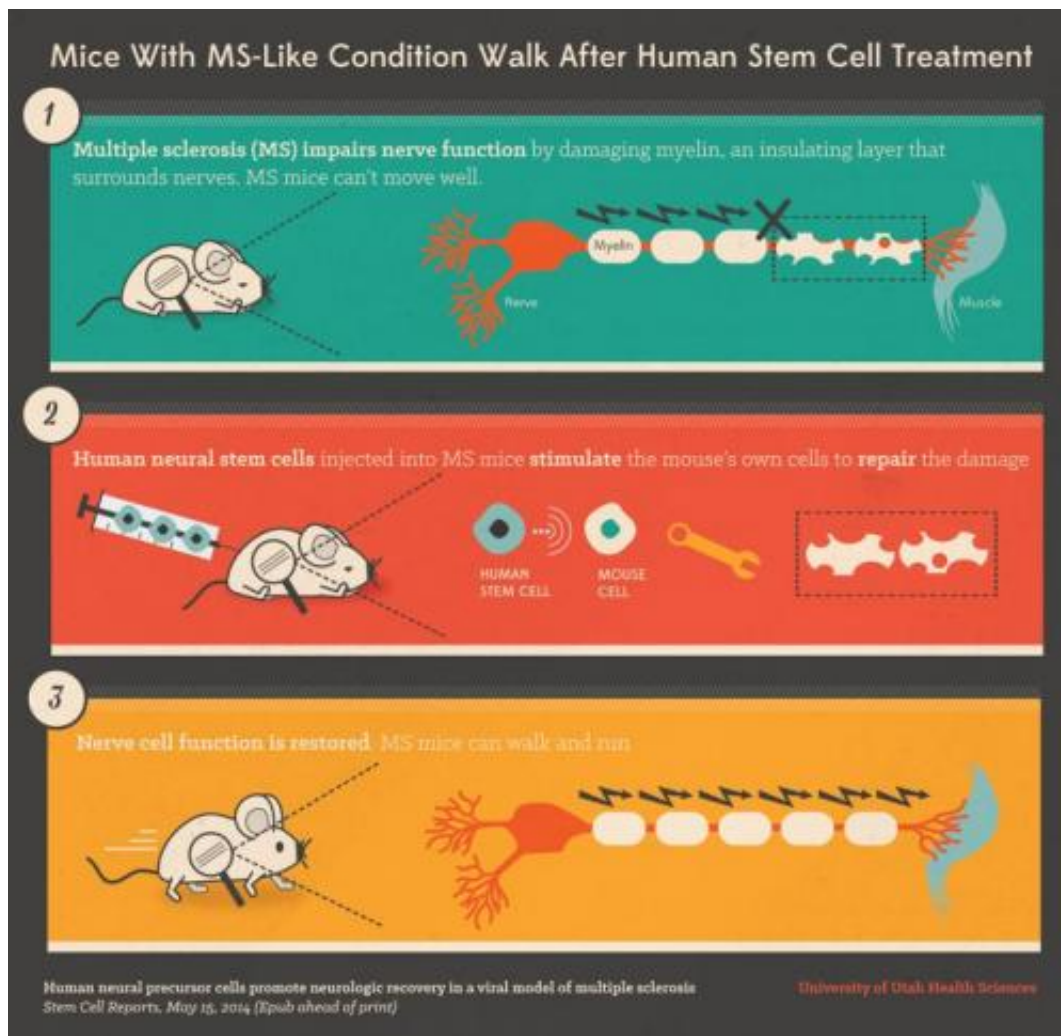 Mice With MS-Like Condition Walk After Human Stem Cell Treatment
1
Multiple sclerosis (MS) impairs nerve function by damaging myelin, an insulating layer that
surrounds nerves. MS mice can't move well.
Myelin
Nerve
Muscle
2
Human neural stem cells injected into MS mice stimulate the mouse's own cells to repair the damage
HUMAN
STEM CELL
MOUSE
CELL
3
Nerve cell function is restored MS mice can walk and run
Human neural precursor cells promote neurologic recovery in a viral model of multiple sclerosis
Stem Cell Reports, May 15, 2014 (Epub ahead of print)
University of Utah Health Sciences